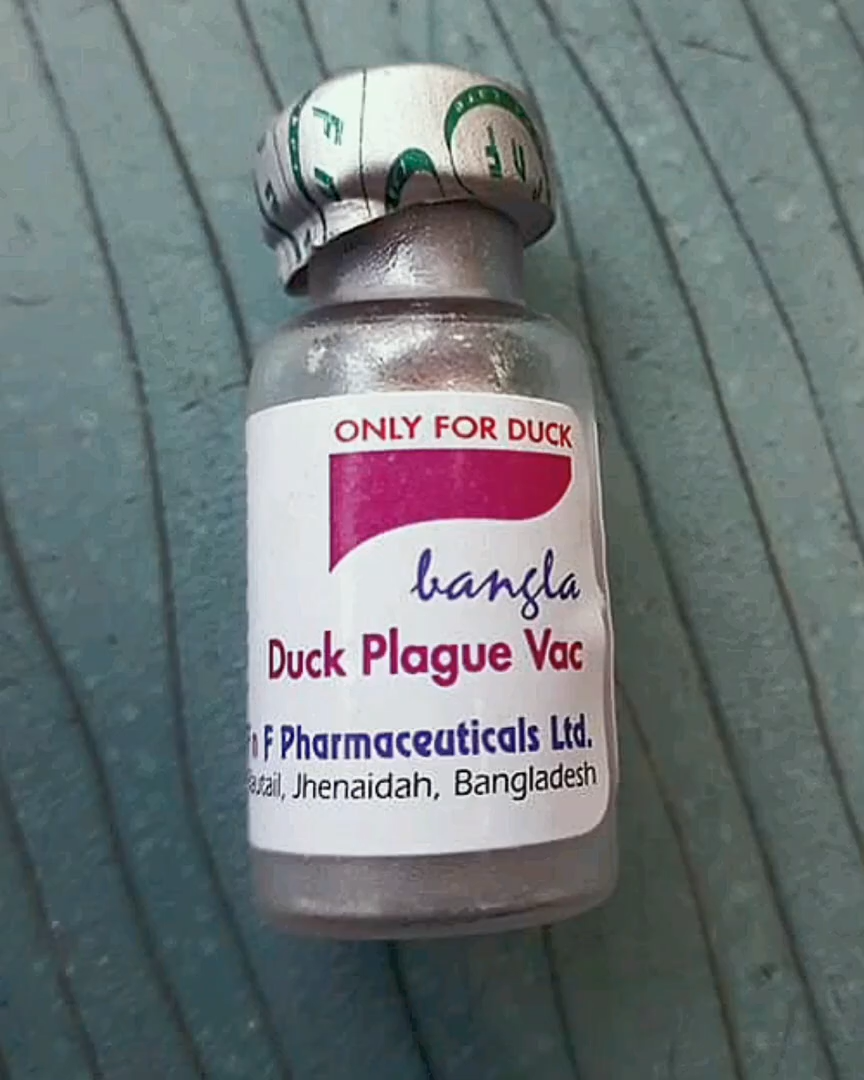 ONLY FOR DUCK
bangla
Duck Plague Vac
F Pharmaceuticals Ltd.
Jhenaidah, Bangladesh